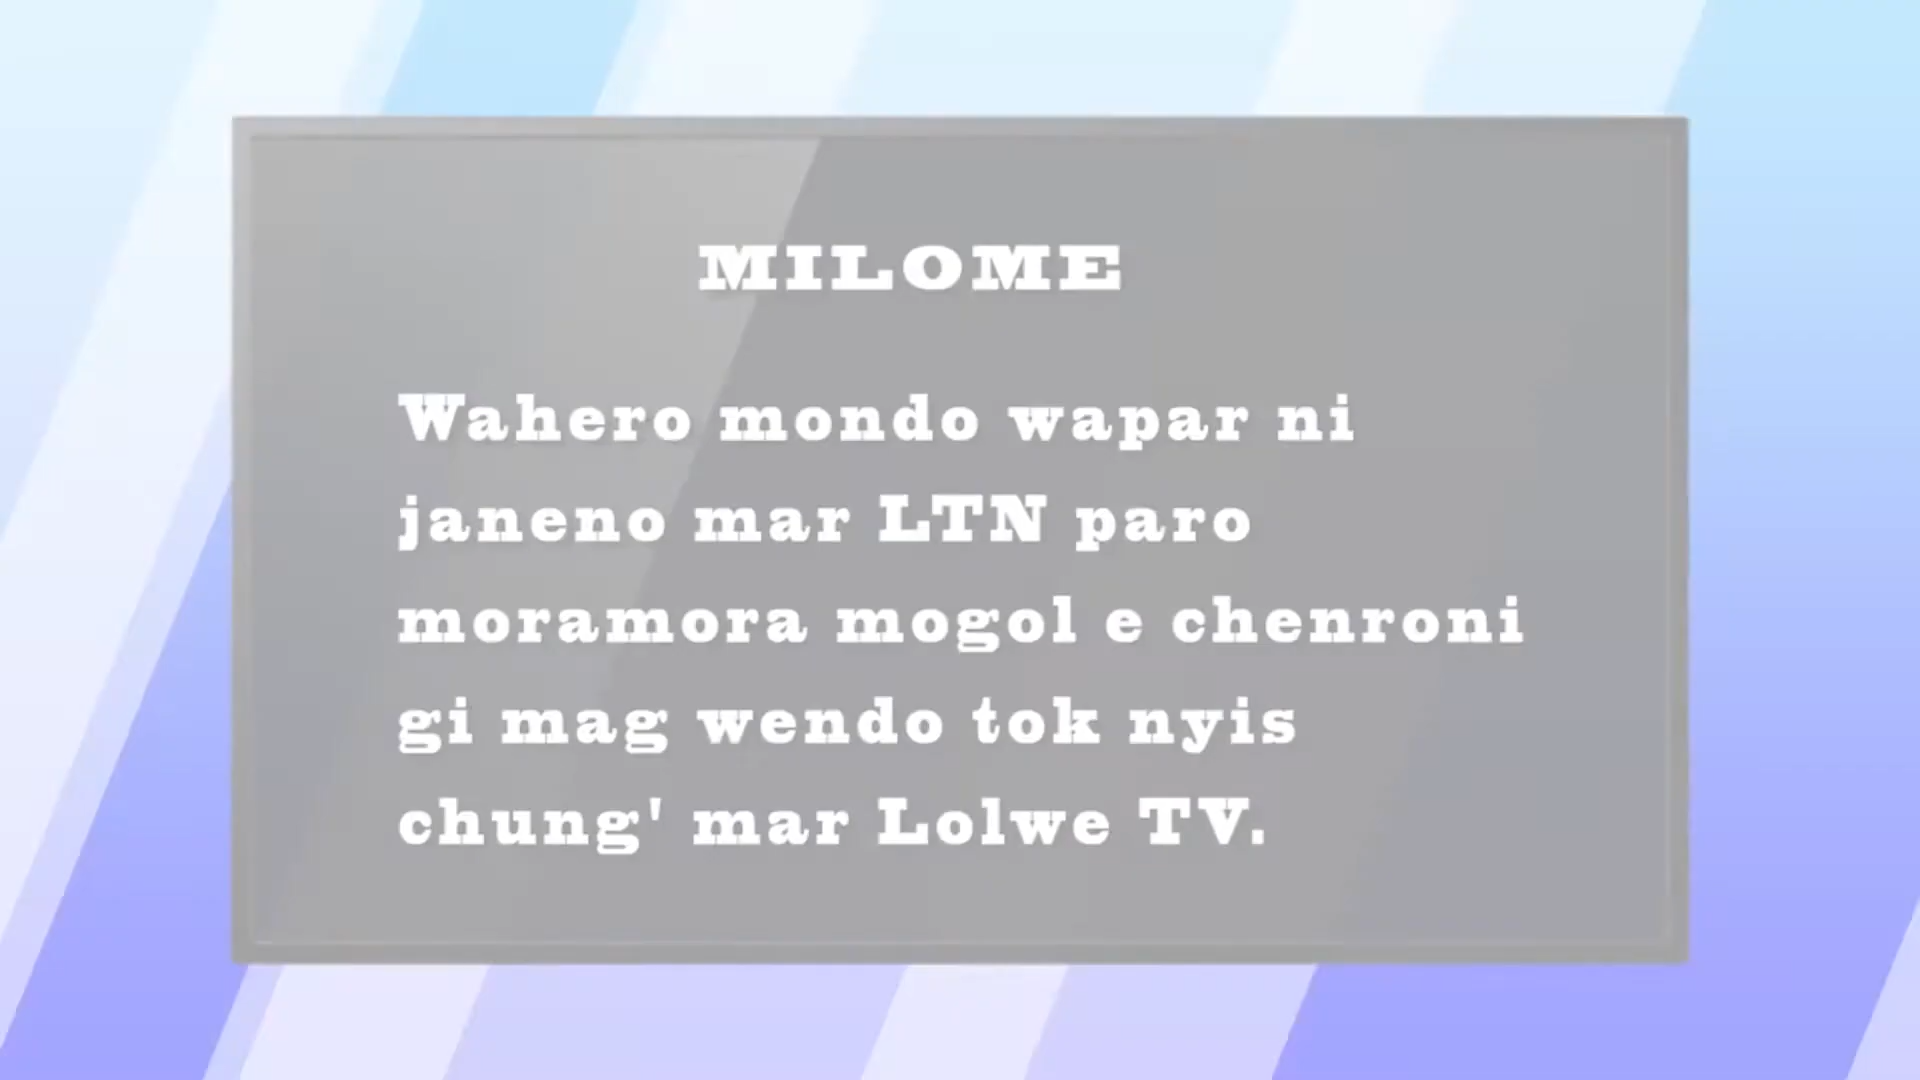 MILOME
Wahero mondo wapar ni
janeno mar LTN paro
moramora mogol e chenroni
gi mag wendo tok nyis
chung' mar Lolwe TV.